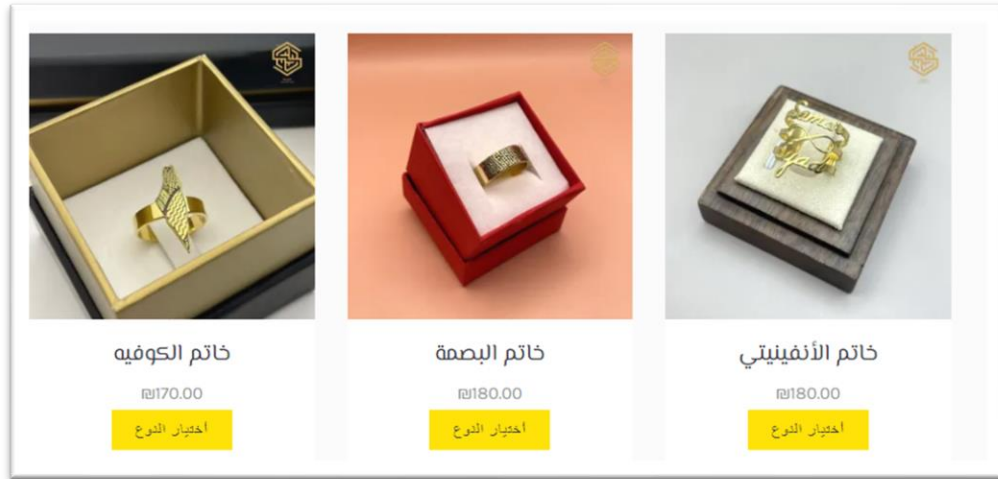 خاتم الأنفينيتي
₪180.00
أختيار النوع
خاتم البصمة
₪180.00
أختيار النوع
خاتم الكوفيه
₪170.00
أختيار النوع